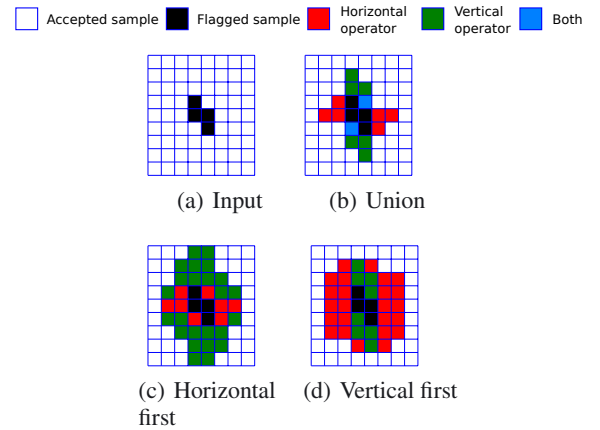 Accepted sample
Flagged sample
Horizontal
operator
Vertical
operator
Both
(a) Input
(b) Union
(c) Horizontal
first
(d) Vertical first